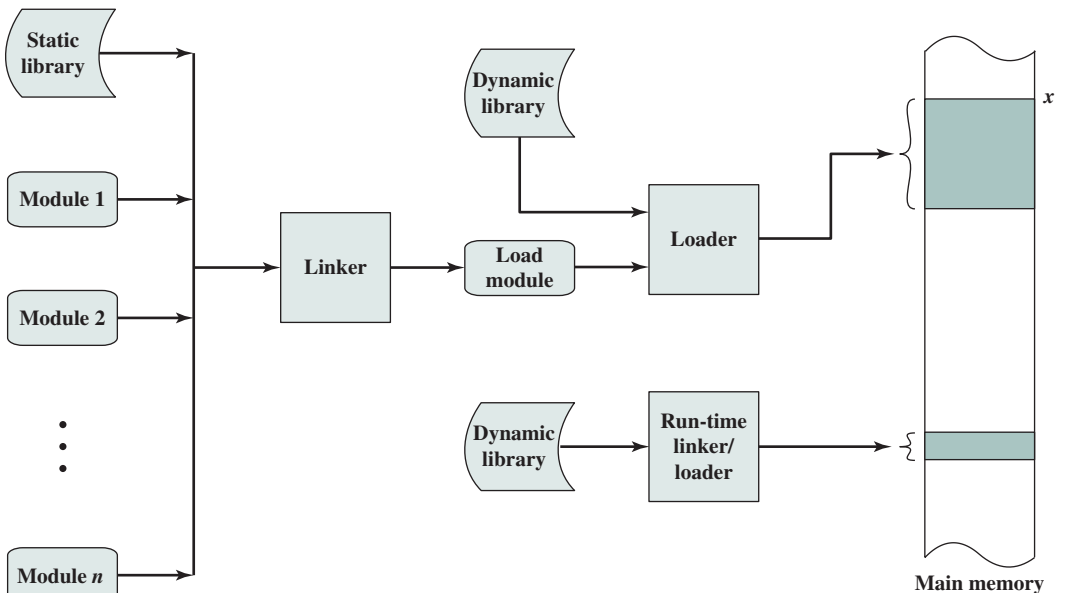 Static
library
Module 1
Module 2
Module n
Linker
Dynamic
library
Load
module
Loader
Dynamic
library
Run-time
linker/
loader
x
Main memory